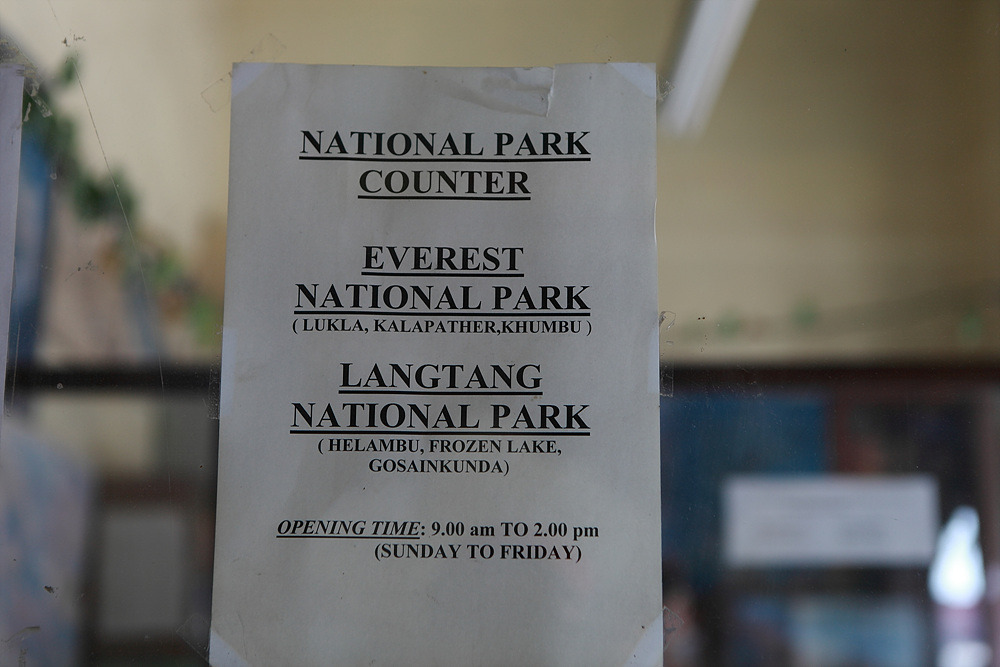 NATIONAL PARK
COUNTER
EVEREST
NATIONAL PARK
( LUKLA, KALAPATHER,KHUMBU )
LANGTANG
NATIONAL PARK
( HELAMBU, FROZEN LAKE,
GOSAINKUNDA)
OPENING TIME: 9.00 am TO 2.00 pm
(SUNDAY TO FRIDAY)